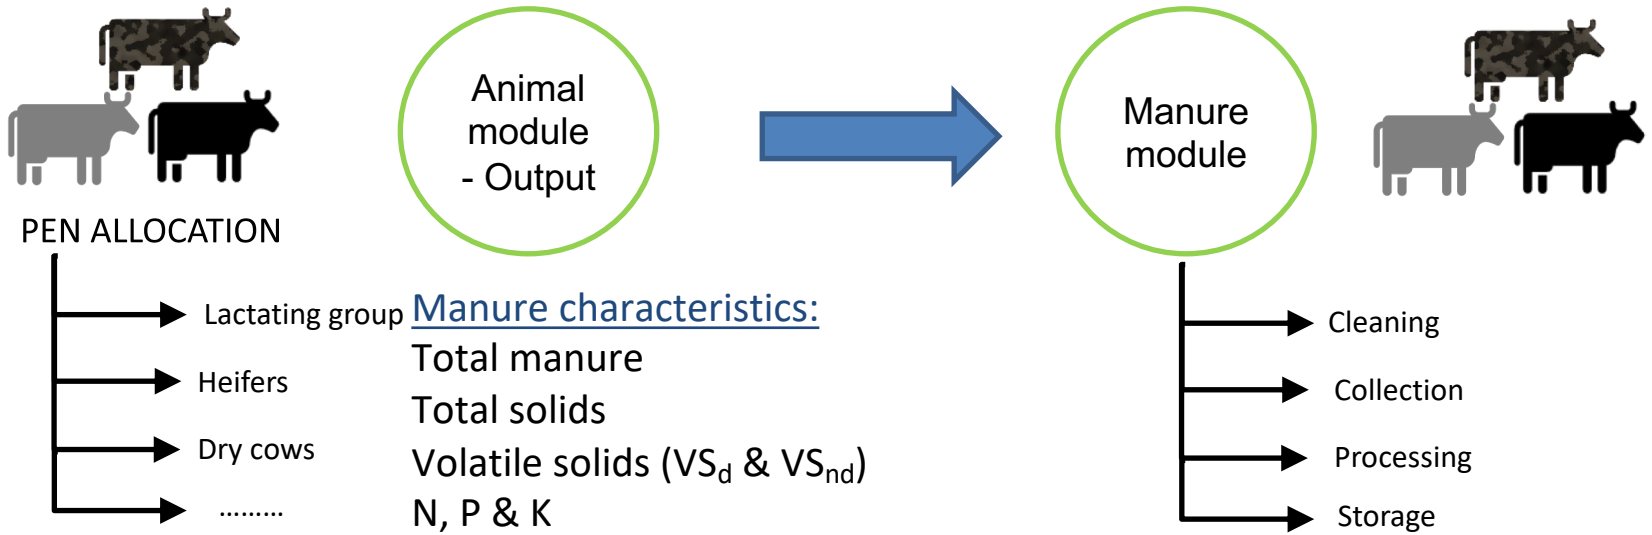 Animal
module
- Output
Manure
module
PEN ALLOCATION
Lactating group
Heifers
Dry cows
.........
Manure characteristics:
Total manure
Total solids
Volatile solids (VSd & VSnd)
N, P & K
Cleaning
Collection
Processing
Storage